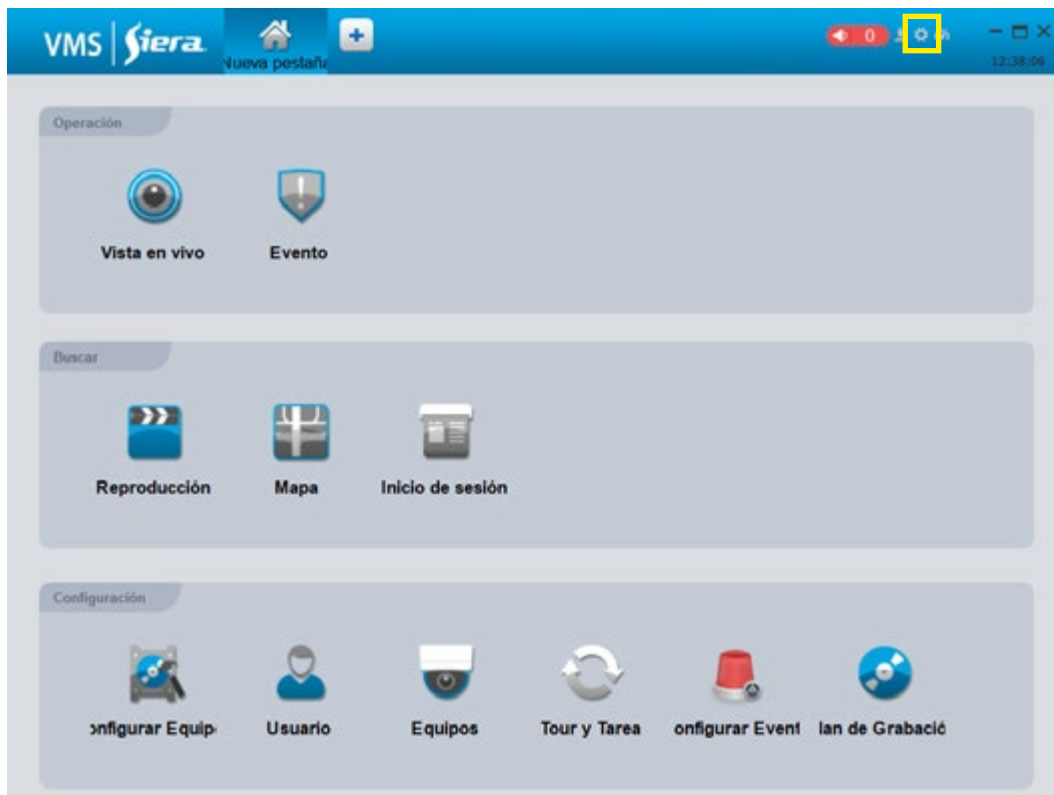 VMS Siera
Nueva pestaña
0
12:38:06
Operación
Vista en vivo
Evento
Buscar
Reproducción
Mapa
Inicio de sesión
Configuración
onfigurar Equip
Usuario
Equipos
Tour y Tarea
onfigurar Event
lan de Grabació